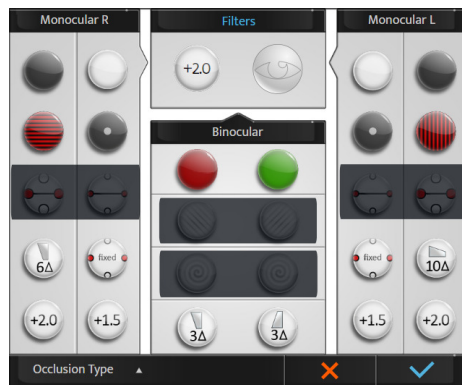 Monocular R
Filters
Monocular L
+2.0
Binocular
6Δ
fixed
fixed
10Δ
+2.0
+1.5
3Δ
3Δ
+1.5
+2.0
Occlusion Type ▲